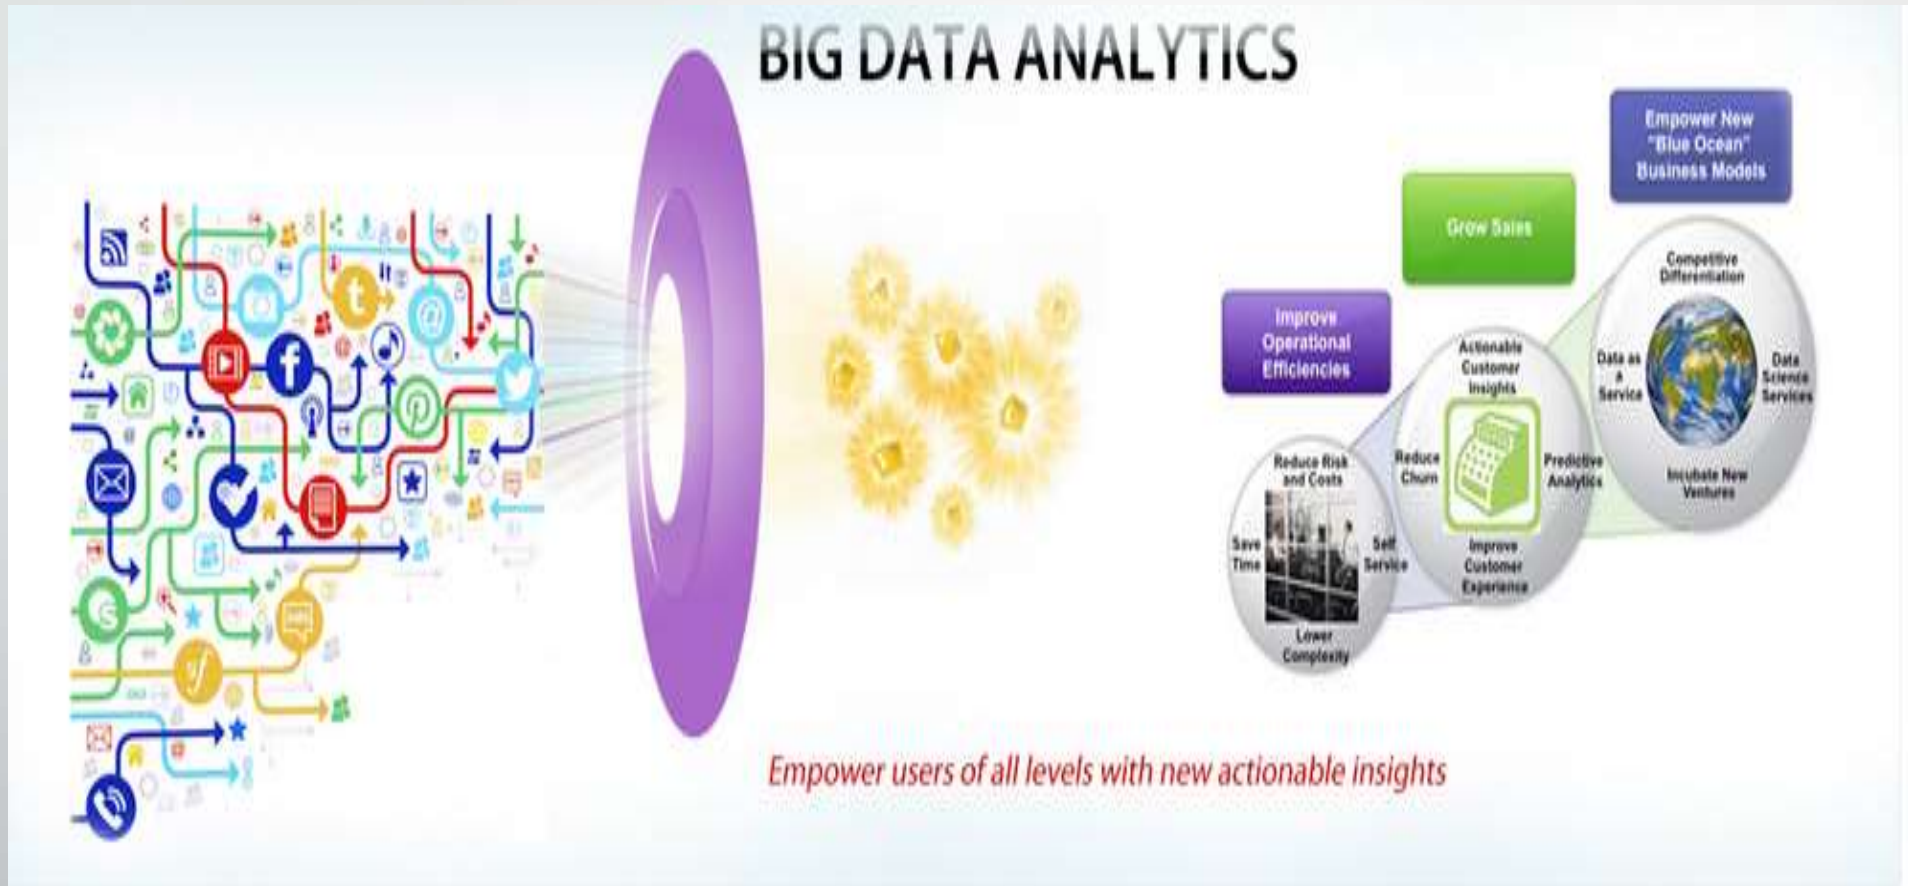 BIG DATA ANALYTICS
Empower New
"Blue Ocean"
Business Models
Grow Sales
Improve
Operational
Efficiencies
Competitive
Differentiation
Data as
a
Service
Data
Science
Services
Incubate New
Ventures
Actionable
Customer
Insights
Reduce
Churn
Predictive
Analytics
Improve
Customer
Experience
Reduce Risk
and Costs
Save
Time
Self
Service
Lower
Complexity
Empower users of all levels with new actionable insights